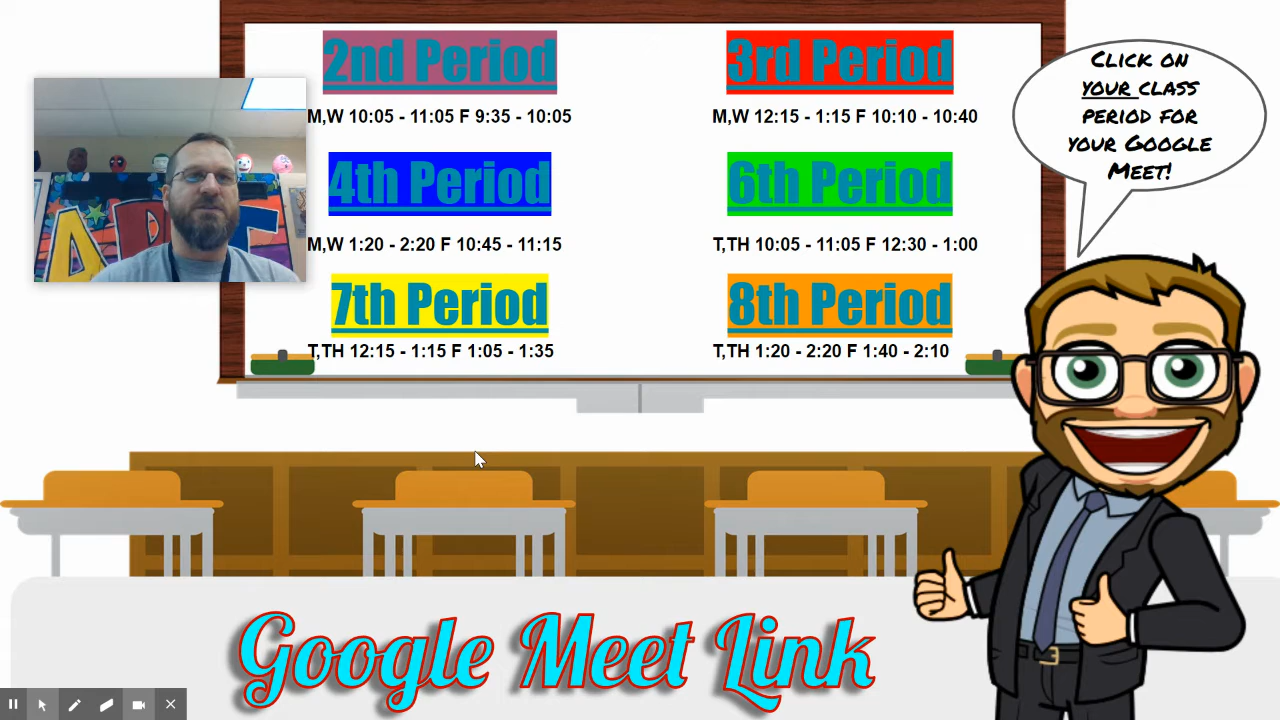 2nd Period
M,W 10:05 - 11:05 F 9:35 - 10:05
3rd Period
M,W 12:15 - 1:15 F 10:10 - 10:40
4th Period
M,W 1:20 - 2:20 F 10:45 - 11:15
6th Period
T,TH 10:05 - 11:05 F 12:30 - 1:00
7th Period
T,TH 12:15 - 1:15 F 1:05 - 1:35
8th Period
T,TH 1:20 - 2:20 F 1:40 - 2:10
Click on
your class
period for
your Google
Meet!
ART
Google Meet Link